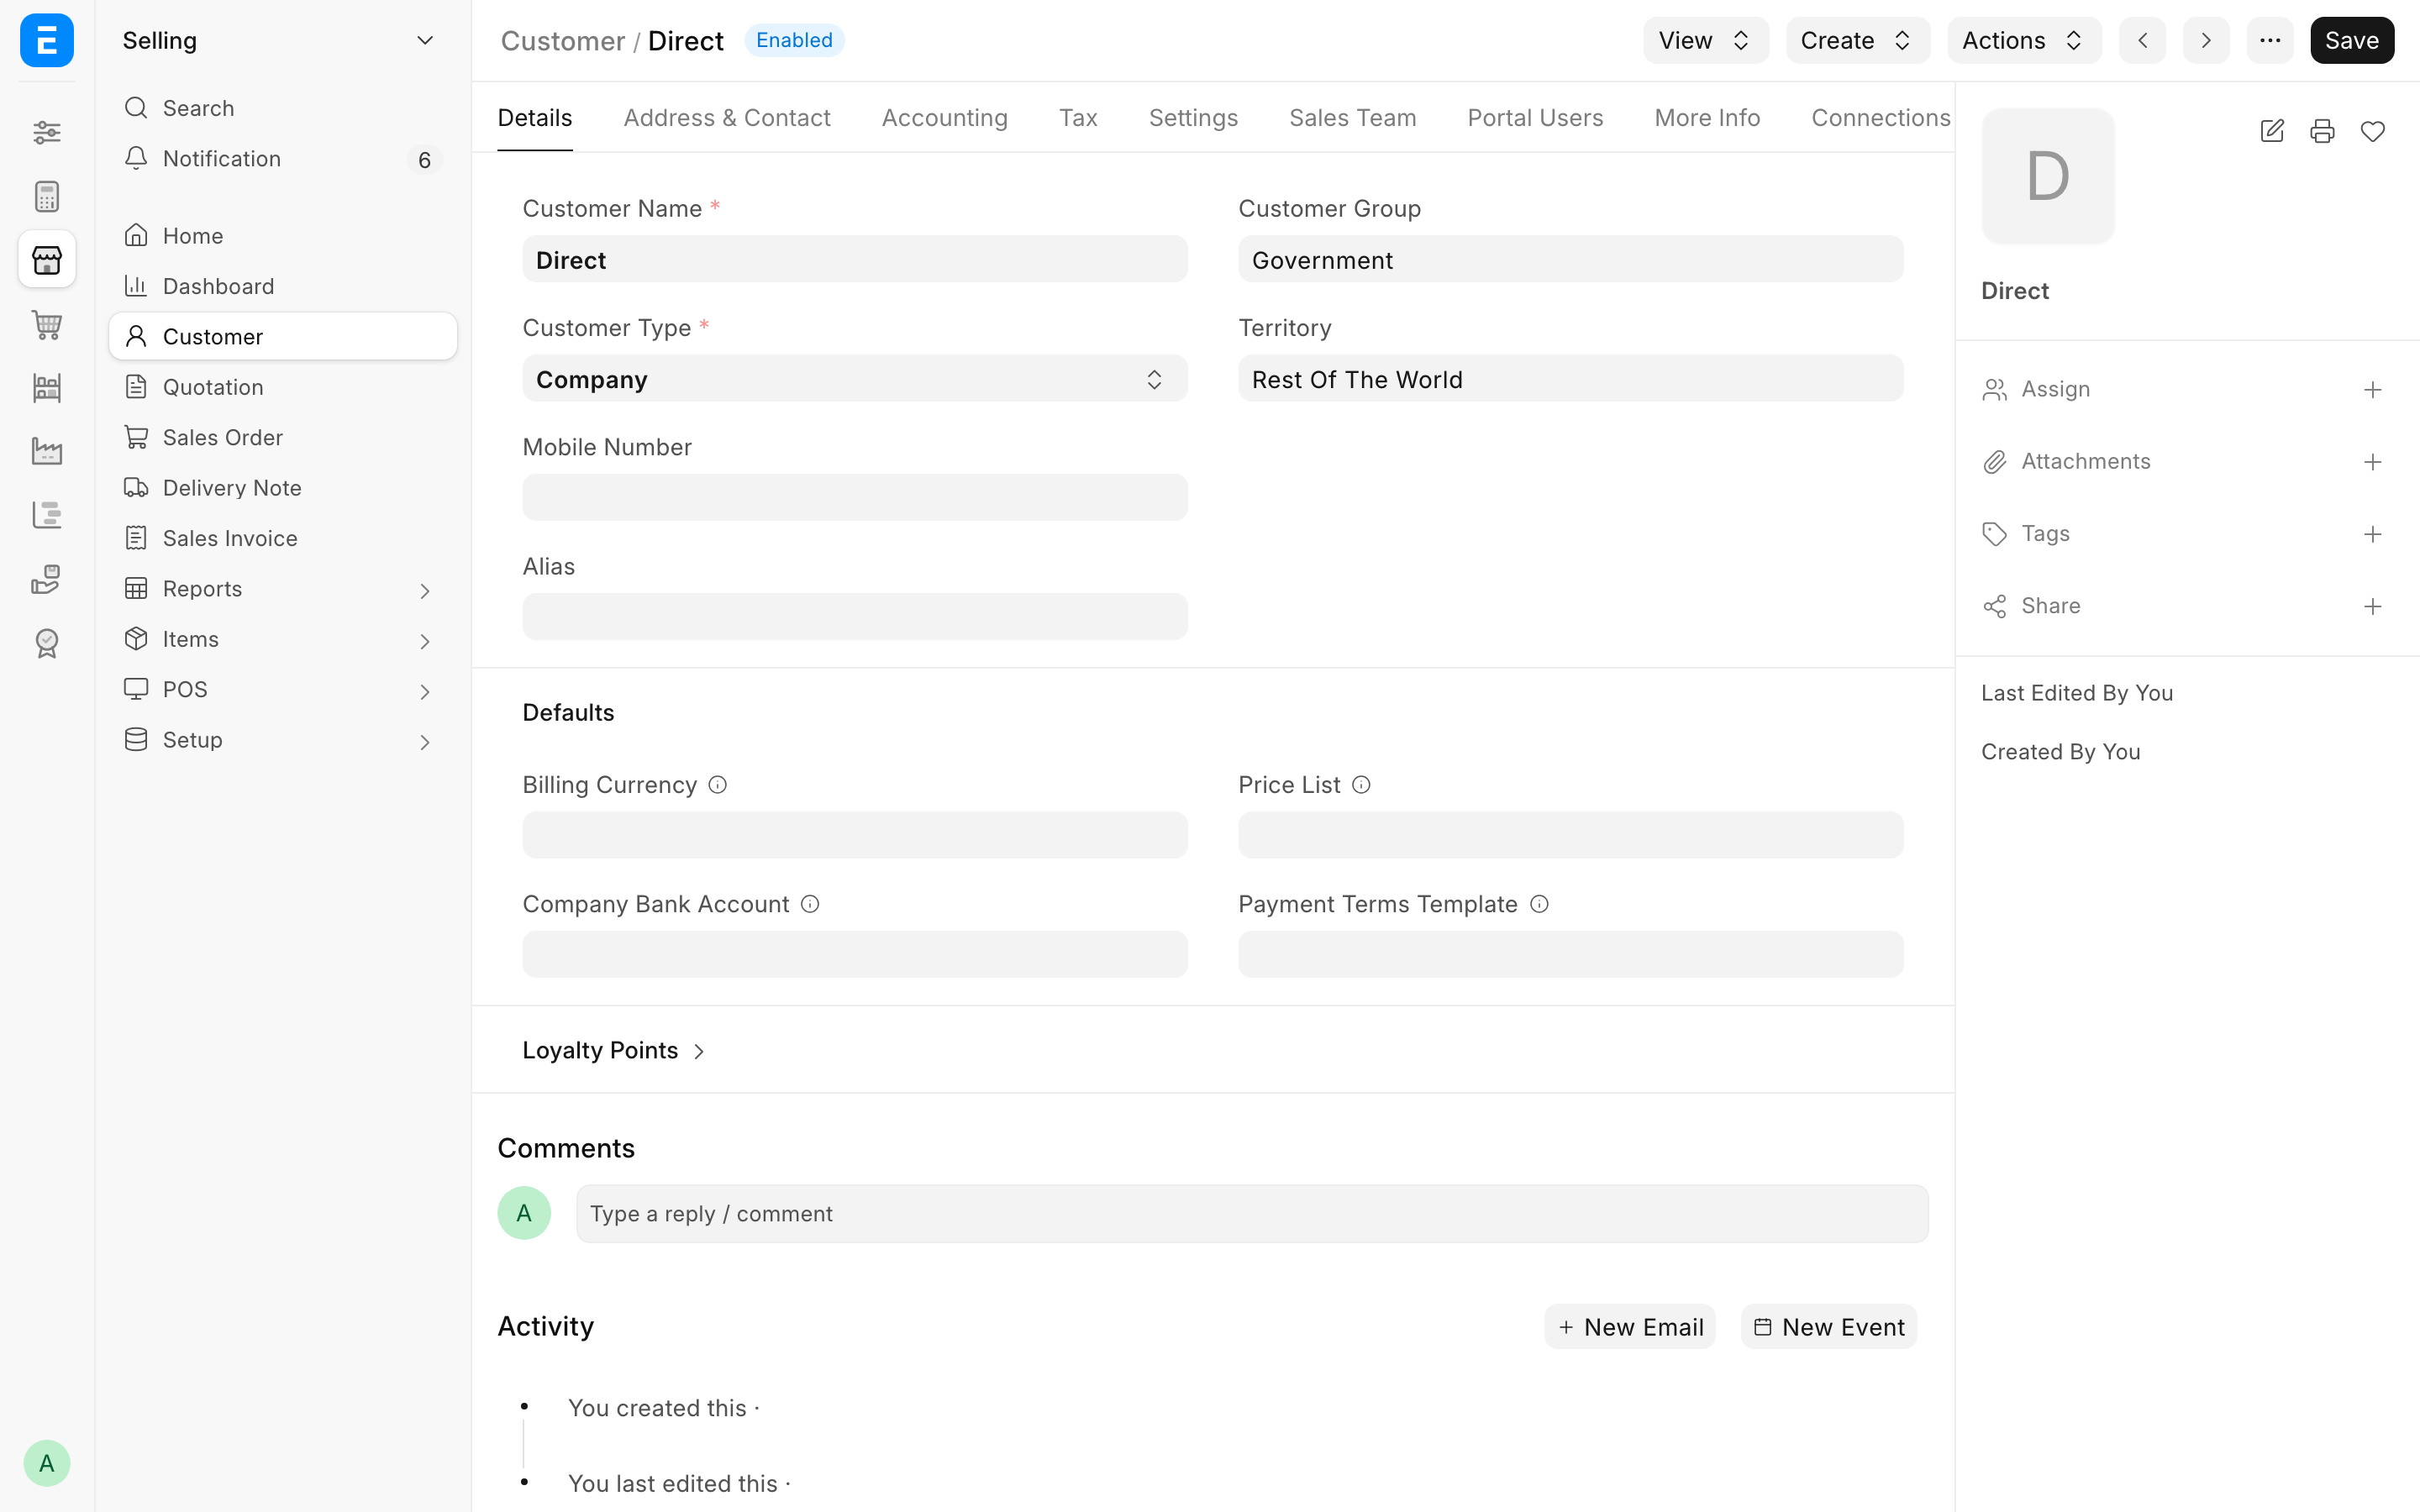 Selling
Search
Notification 6
Home
Dashboard
Customer
Quotation
Sales Order
Delivery Note
Sales Invoice
Reports
Items
POS
Setup
A
Customer / Direct Enabled
View Create Actions Save
Details Address & Contact Accounting Tax Settings Sales Team Portal Users More Info Connections
Customer Name * Customer Group
Direct Government
Customer Type * Territory
Company Rest Of The World
Mobile Number
Alias
Defaults
Billing Currency Price List
Company Bank Account Payment Terms Template
Loyalty Points
Comments
A Type a reply / comment
Activity New Email New Event
You created this ·
You last edited this ·
D
Direct
Assign
Attachments
Tags
Share
Last Edited By You
Created By You